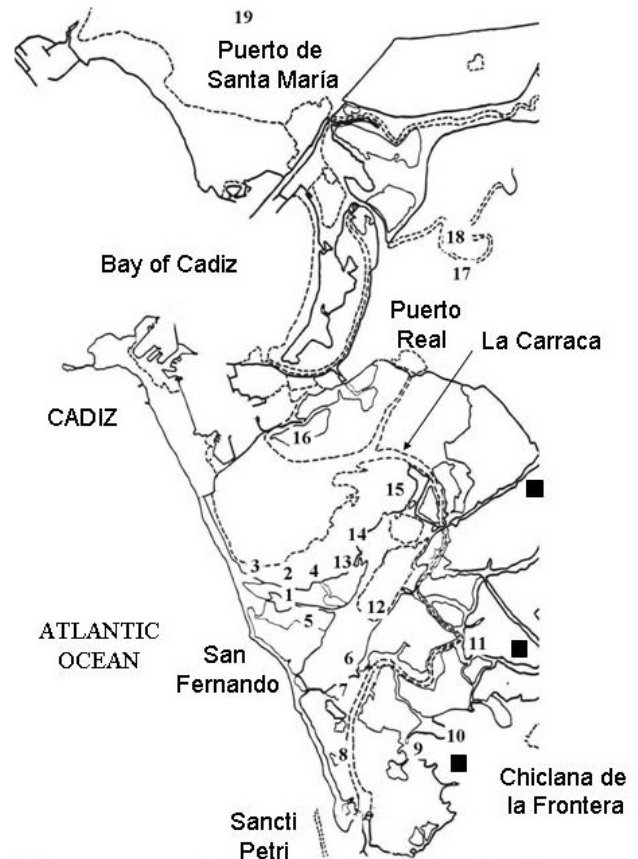 19
Puerto de
Santa María
18
17
Bay of Cadiz
Puerto
Real
La Carraca
CADIZ
16
15
14
3
2
4
13
1
12
5
ATLANTIC
OCEAN
San
Fernando
6
11
7
10
9
8
Chiclana de
la Frontera
Sancti
Petri